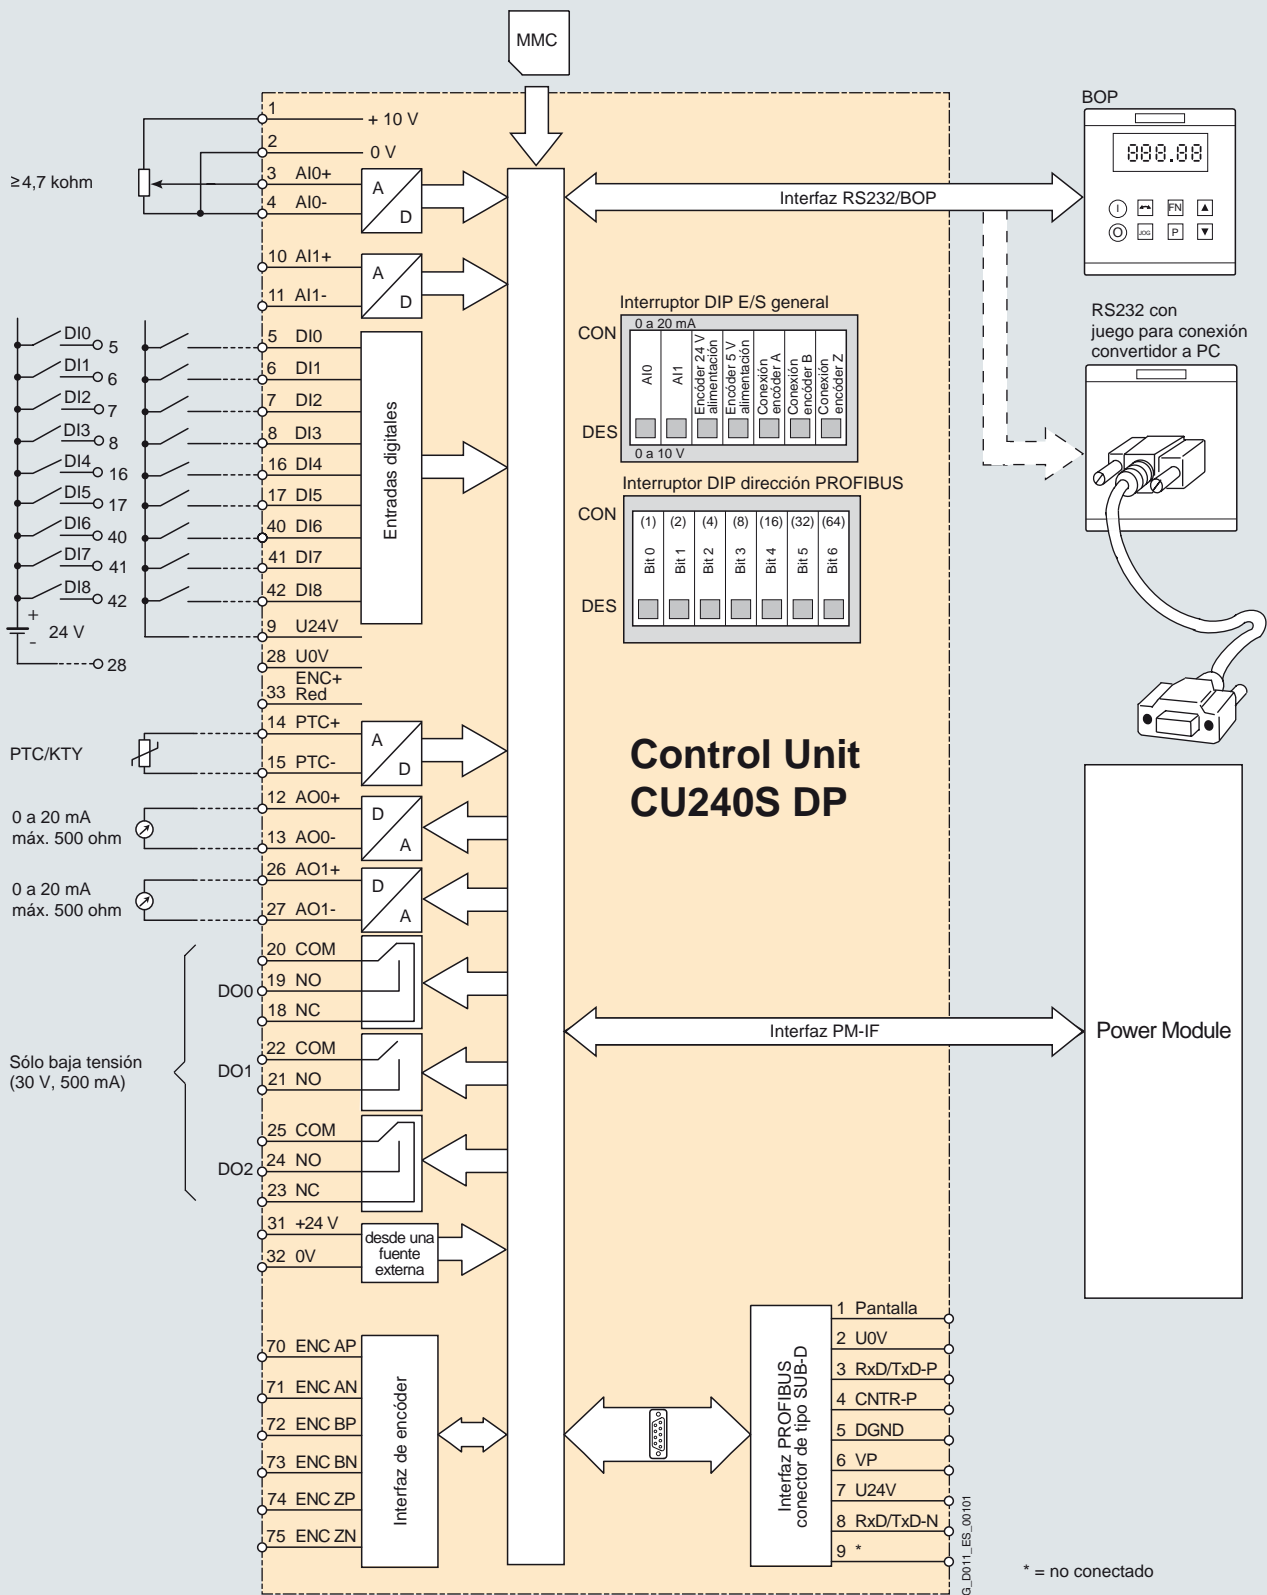 MMC
1
+ 10 V
2
0 V
3 AI0+
4 AI0-
≥4,7 kohm
A
D
10 AI1+
11 AI1-
A
D
Interfaz RS232/BOP
BOP
888.88
I
FN
O
JOG
P
RS232 con
juego para conexión
convertidor a PC
Interruptor DIP E/S general
CON
0 a 20 mA
AI0
AI1
Encóder 24 V
alimentación
Encóder 5 V
alimentación
Conexión
encóder A
Conexión
encóder B
Conexión
encóder Z
DES
0 a 10 V
Interruptor DIP dirección PROFIBUS
CON
(1) (2) (4) (8) (16) (32) (64)
Bit 0
Bit 1
Bit 2
Bit 3
Bit 4
Bit 5
Bit 6
DES
DI0 5
DI1 6
DI2 7
DI3 8
DI4 16
DI5 17
DI6 40
DI7 41
DI8 42
+
24 V
-
28
5 DI0
6 DI1
7 DI2
8 DI3
16 DI4
17 DI5
40 DI6
41 DI7
42 DI8
Entradas digitales
9 U24V
28 U0V
ENC+
33 Red
14 PTC+
15 PTC-
PTC/KTY
A
D
Control Unit
CU240S DP
12 AO0+
13 AO0-
0 a 20 mA
máx. 500 ohm
D
A
26 AO1+
27 AO1-
0 a 20 mA
máx. 500 ohm
D
A
20 COM
19 NO
18 NC
DO0
22 COM
21 NO
DO1
Sólo baja tensión
(30 V, 500 mA)
25 COM
24 NO
23 NC
DO2
Interfaz PM-IF
Power Module
31 +24 V
32 0V
desde una
fuente
externa
70 ENC AP
71 ENC AN
72 ENC BP
73 ENC BN
74 ENC ZP
75 ENC ZN
Interfaz de encóder
Interfaz PROFIBUS
conector de tipo SUB-D
1 Pantalla
2 U0V
3 RxD/TxD-P
4 CNTR-P
5 DGND
6 VP
7 U24V
8 RxD/TxD-N
9 *
G_D011_ES_00101
* = no conectado